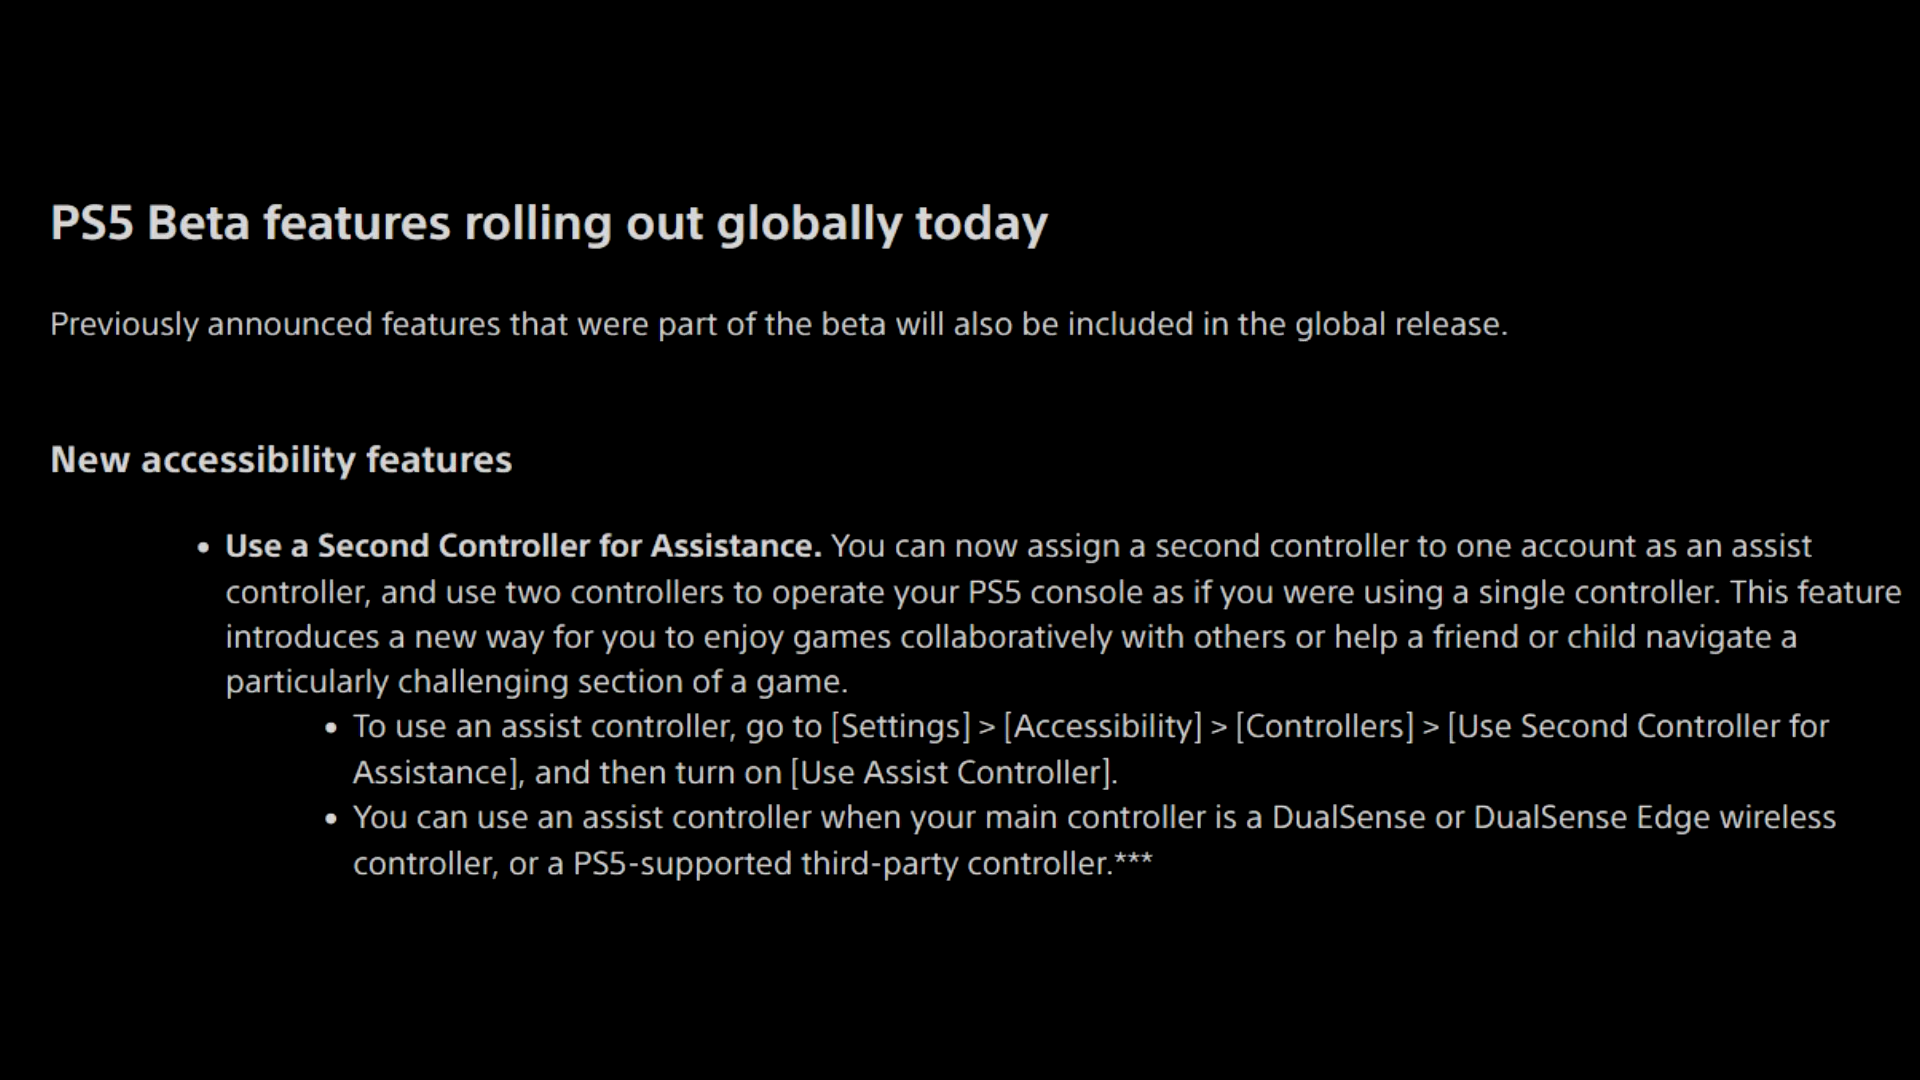 PS5 Beta features rolling out globally today
Previously announced features that were part of the beta will also be included in the global release.
New accessibility features
• Use a Second Controller for Assistance. You can now assign a second controller to one account as an assist
controller, and use two controllers to operate your PS5 console as if you were using a single controller. This feature
introduces a new way for you to enjoy games collaboratively with others or help a friend or child navigate a
particularly challenging section of a game.
• To use an assist controller, go to [Settings] > [Accessibility] > [Controllers] > [Use Second Controller for
Assistance], and then turn on [Use Assist Controller].
• You can use an assist controller when your main controller is a DualSense or DualSense Edge wireless
controller, or a PS5-supported third-party controller.***